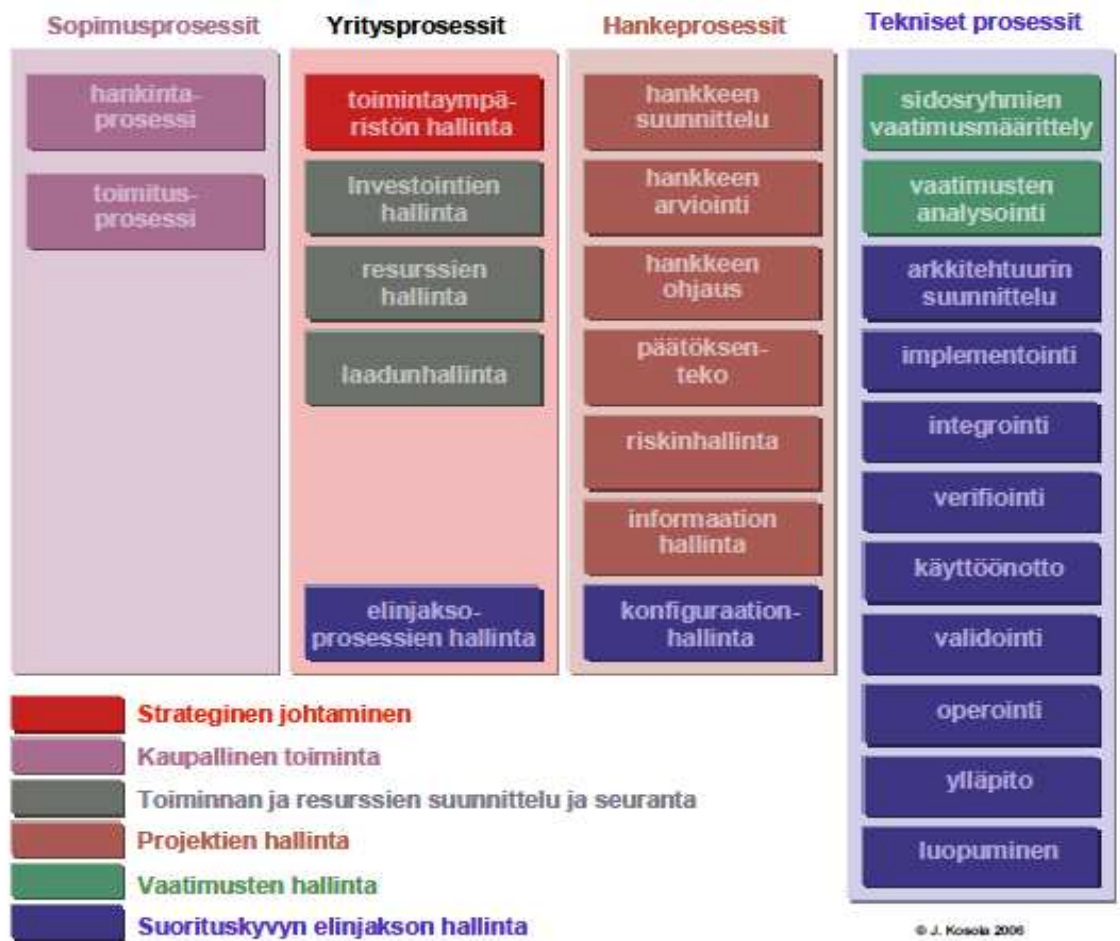 Sopimusprosessit
hankinta-
prosessi
toimitus-
prosessi
Yritysprosessit
toimintaympä-
ristön hallinta
Investointien
hallinta
resurssien
hallinta
laadunhallinta
elinjakso-
prosessien hallinta
Hankeprosessit
hankkeen
suunnittelu
hankkeen
arviointi
hankkeen
ohjaus
päätöksen-
teko
riskinhallinta
informaation
hallinta
konfiguraation-
hallinta
Tekniset prosessit
sidosryhmien
vaatimusmäärittely
vaatimusten
analysointi
arkkitehtuurin
suunnittelu
implementointi
integrointi
verifiointi
käyttöönotto
validointi
operointi
ylläpito
luopuminen
Strateginen johtaminen
Kaupallinen toiminta
Toiminnan ja resurssien suunnittelu ja seuranta
Projektien hallinta
Vaatimusten hallinta
Suorituskyvyn elinjakson hallinta
© J. Kosola 2006